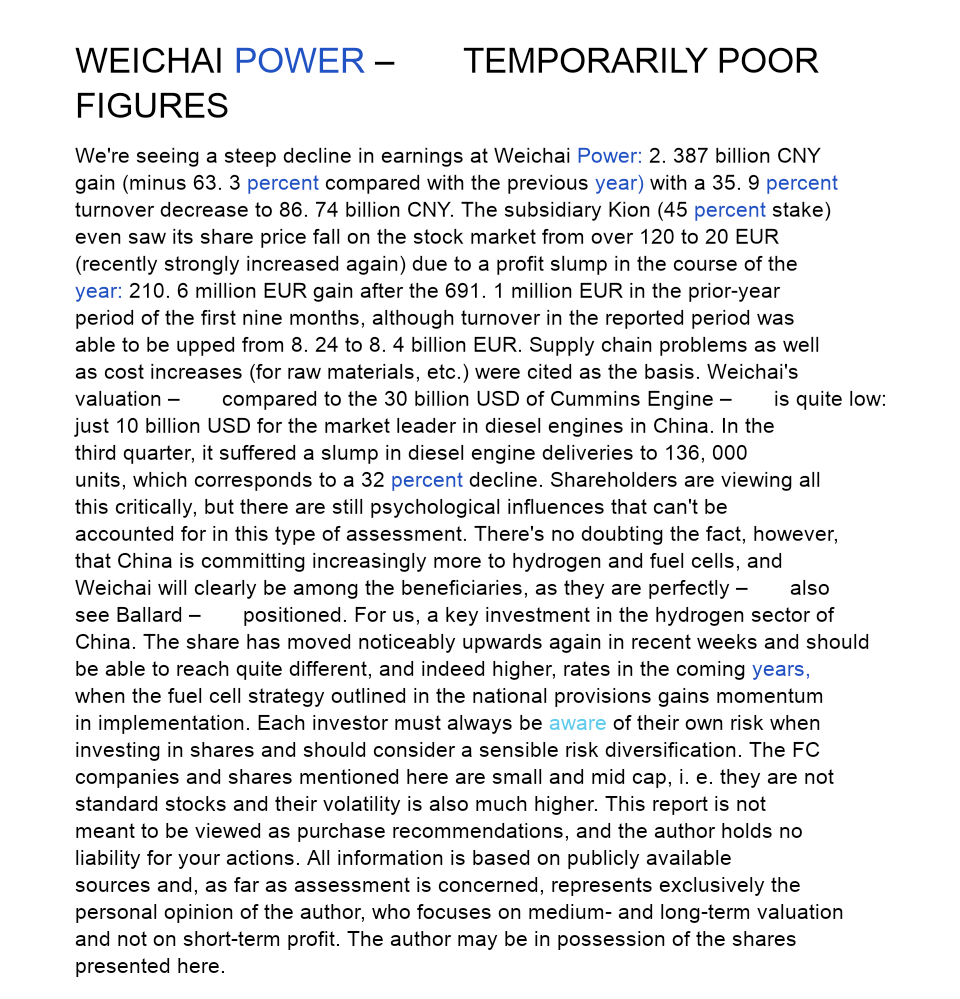 WEICHAI POWER – TEMPORARILY POOR
FIGURES
We're seeing a steep decline in earnings at Weichai Power: 2. 387 billion CNY
gain (minus 63. 3 percent compared with the previous year) with a 35. 9 percent
turnover decrease to 86. 74 billion CNY. The subsidiary Kion (45 percent stake)
even saw its share price fall on the stock market from over 120 to 20 EUR
(recently strongly increased again) due to a profit slump in the course of the
year: 210. 6 million EUR gain after the 691. 1 million EUR in the prior-year
period of the first nine months, although turnover in the reported period was
able to be upped from 8. 24 to 8. 4 billion EUR. Supply chain problems as well
as cost increases (for raw materials, etc.) were cited as the basis. Weichai's
valuation – compared to the 30 billion USD of Cummins Engine – is quite low:
just 10 billion USD for the market leader in diesel engines in China. In the
third quarter, it suffered a slump in diesel engine deliveries to 136, 000
units, which corresponds to a 32 percent decline. Shareholders are viewing all
this critically, but there are still psychological influences that can't be
accounted for in this type of assessment. There's no doubting the fact, however,
that China is committing increasingly more to hydrogen and fuel cells, and
Weichai will clearly be among the beneficiaries, as they are perfectly – also
see Ballard – positioned. For us, a key investment in the hydrogen sector of
China. The share has moved noticeably upwards again in recent weeks and should
be able to reach quite different, and indeed higher, rates in the coming years,
when the fuel cell strategy outlined in the national provisions gains momentum
in implementation. Each investor must always be aware of their own risk when
investing in shares and should consider a sensible risk diversification. The FC
companies and shares mentioned here are small and mid cap, i. e. they are not
standard stocks and their volatility is also much higher. This report is not
meant to be viewed as purchase recommendations, and the author holds no
liability for your actions. All information is based on publicly available
sources and, as far as assessment is concerned, represents exclusively the
personal opinion of the author, who focuses on medium- and long-term valuation
and not on short-term profit. The author may be in possession of the shares
presented here.